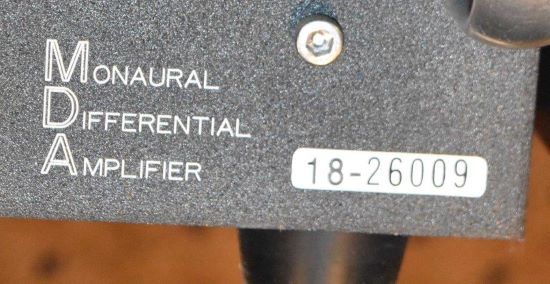 MONAURAL
DIFFERENTIAL
AMPLIFIER
18-26009